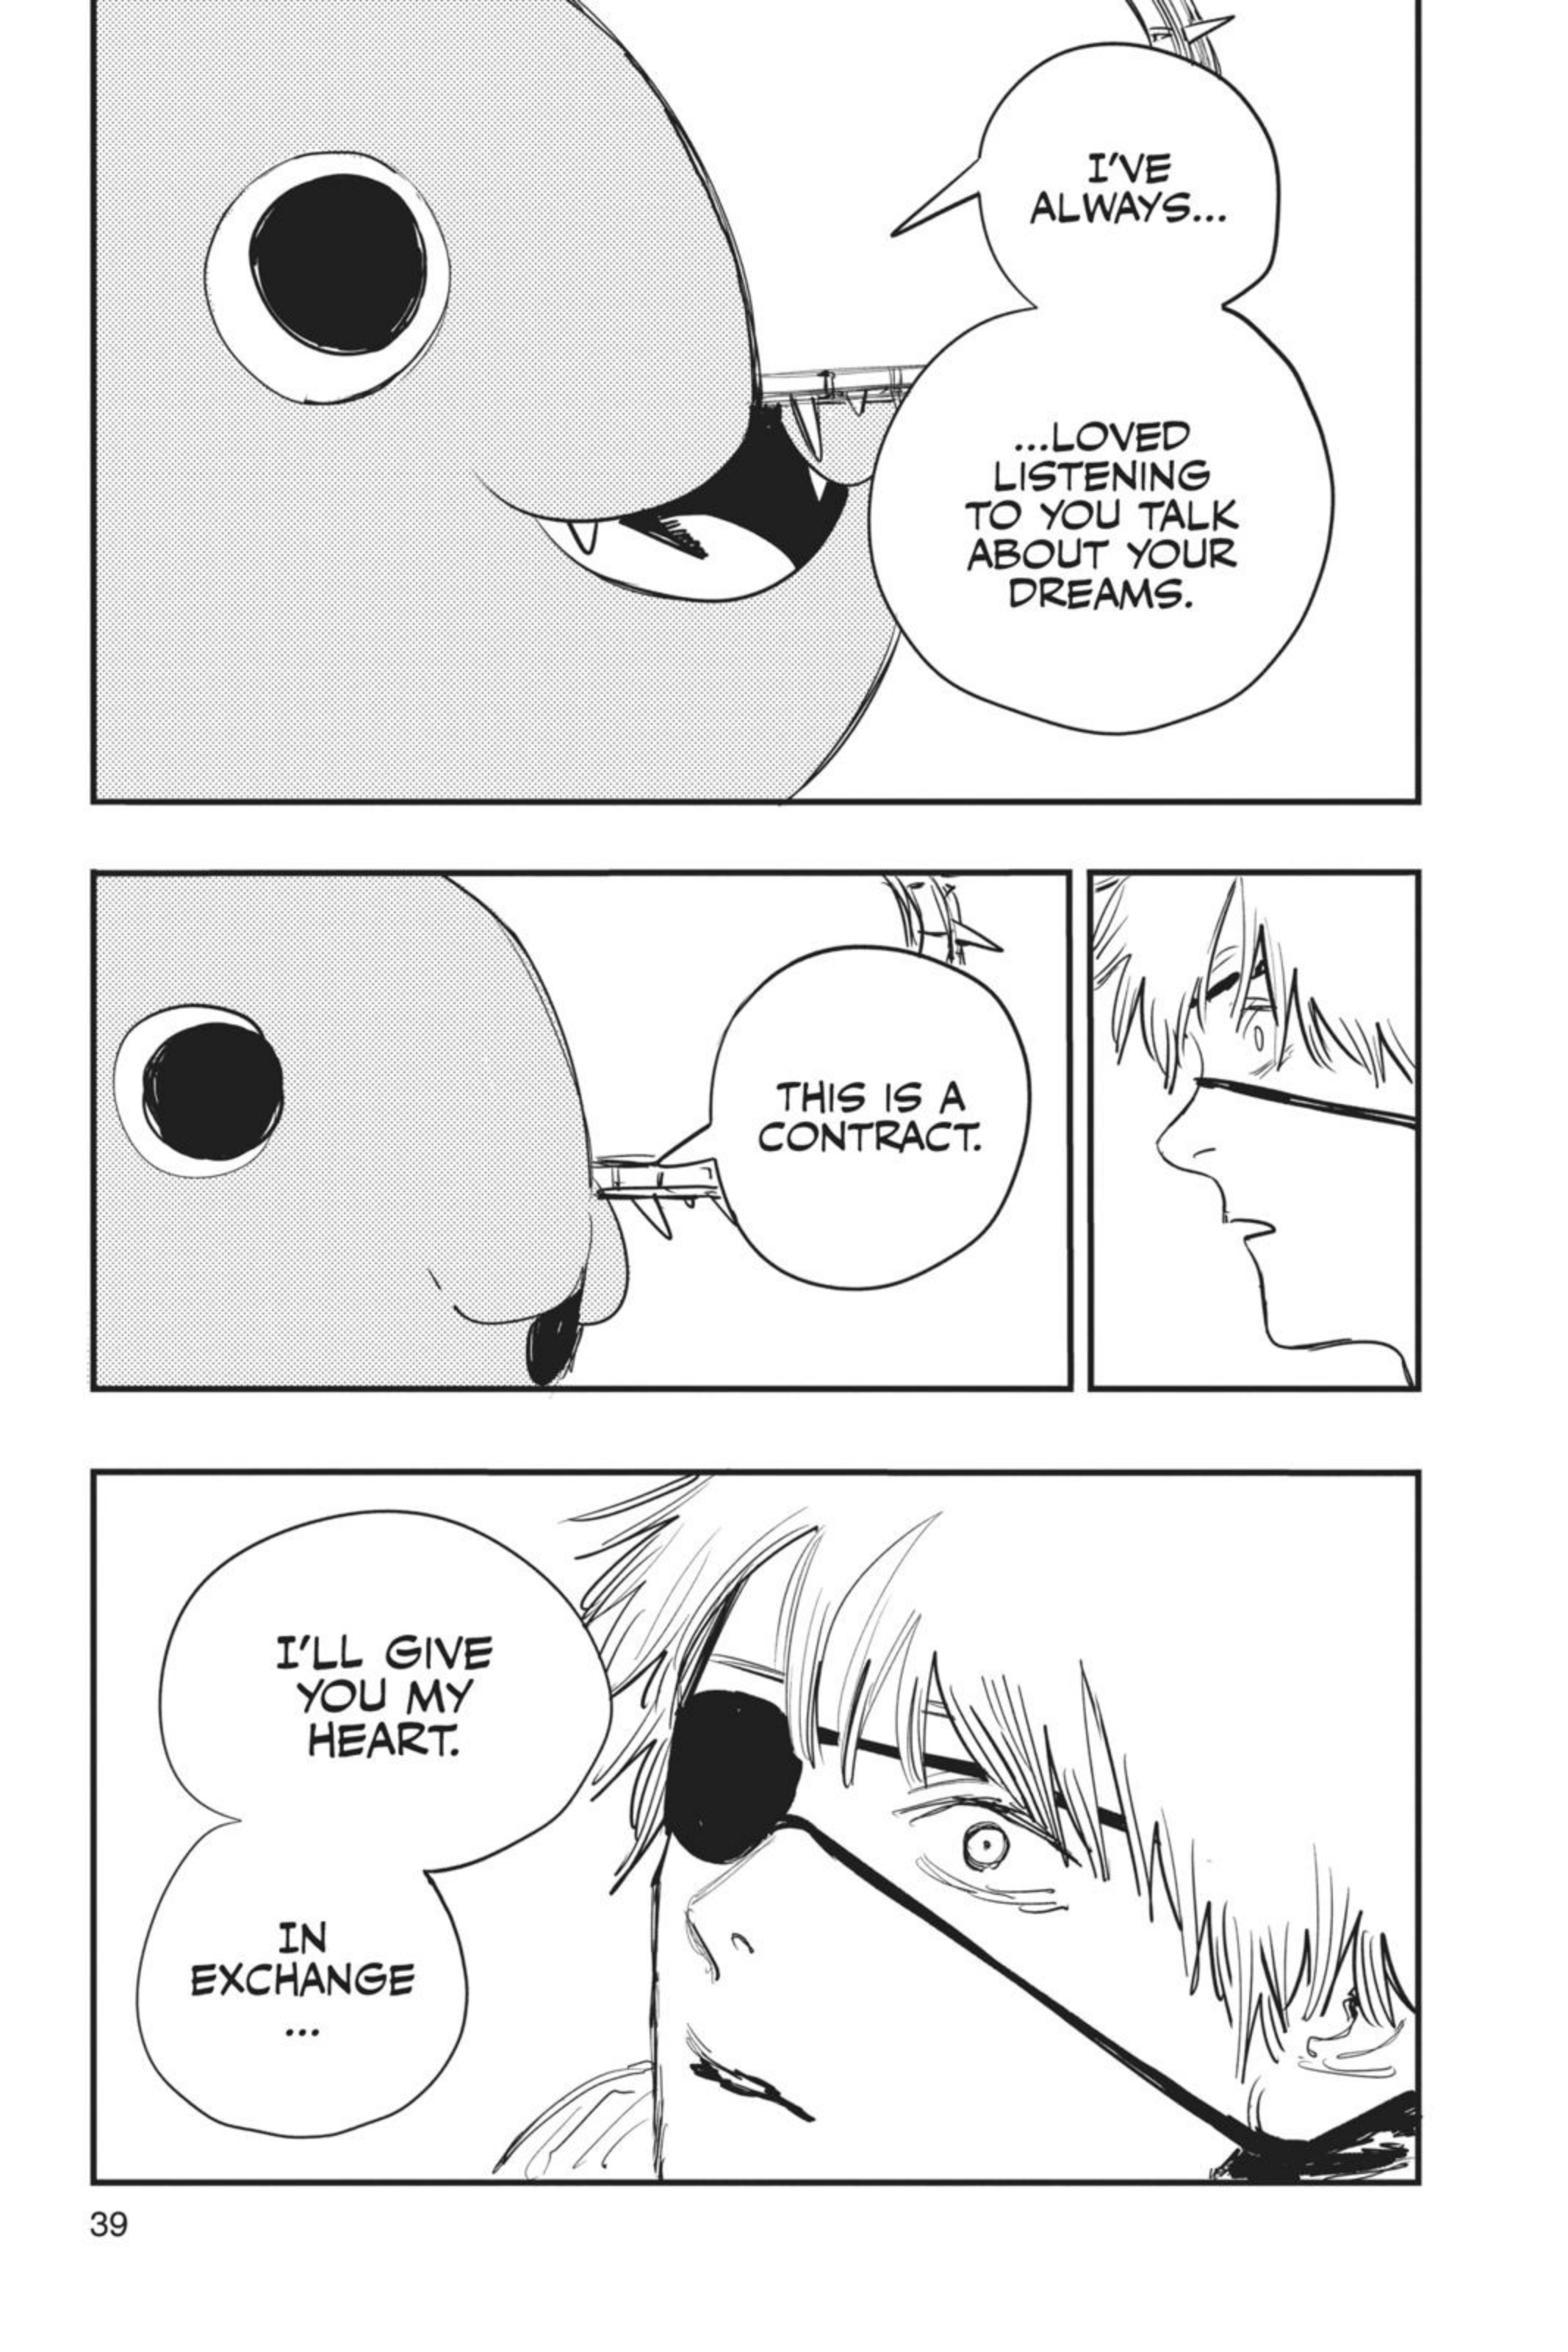 I'VE
ALWAYS...
...LOVED
LISTENING
TO YOU TALK
ABOUT YOUR
DREAMS.
THIS IS A
CONTRACT.
I'LL GIVE
YOU MY
HEART.
IN
EXCHANGE
...
39